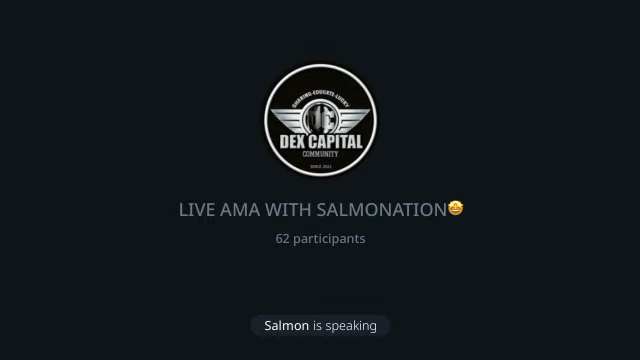 SHARING-EDUCATE-LUCKY
DEX CAPITAL
COMMUNITY
SINCE 2021
LIVE AMA WITH SALMONATION🤩
62 participants
Salmon is speaking